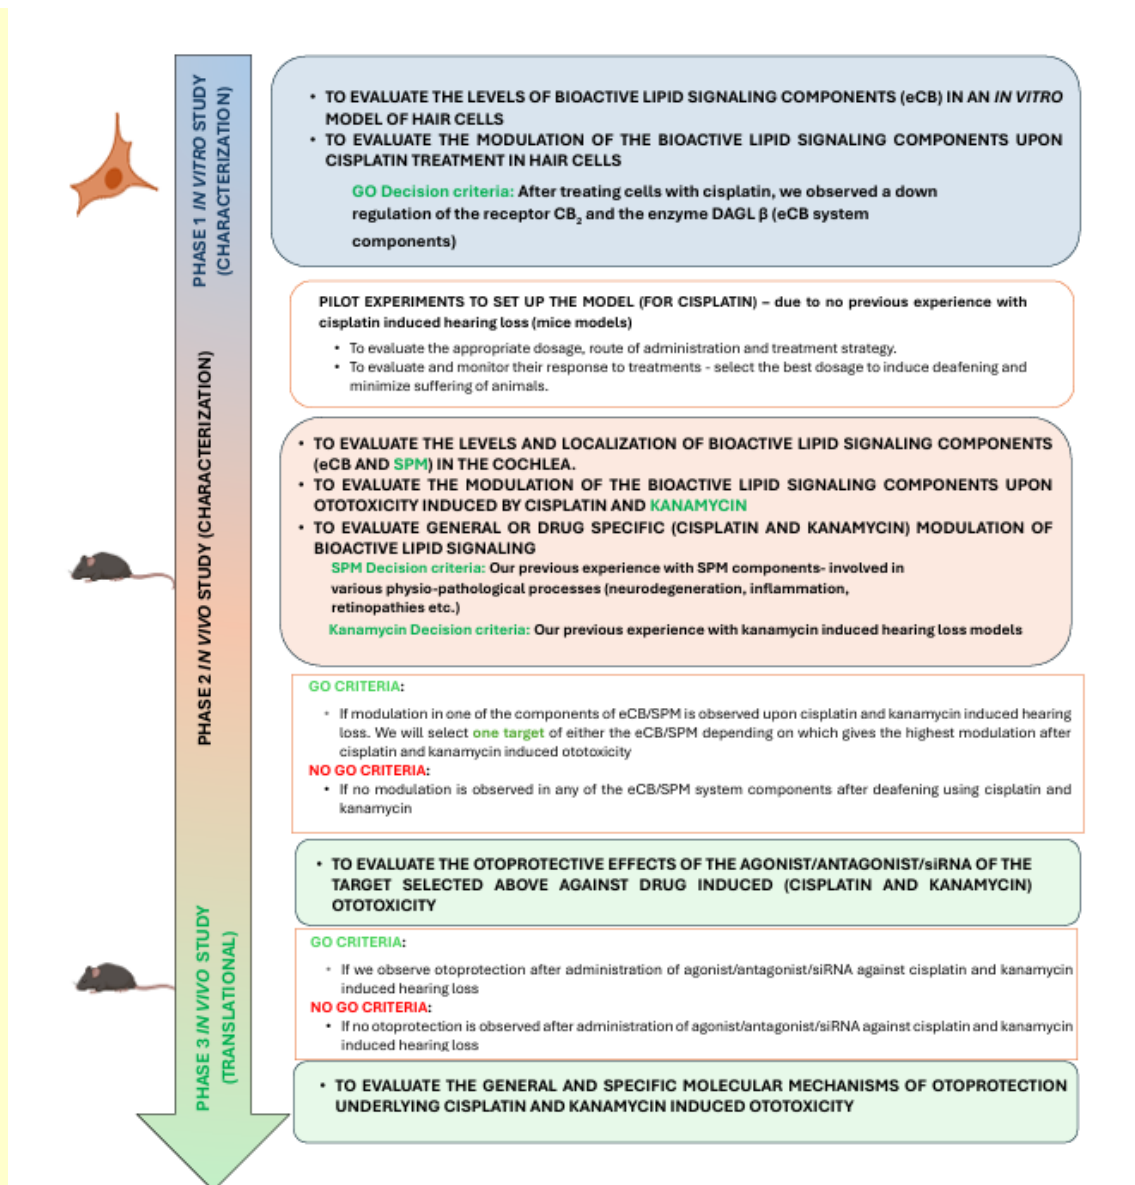 PHASE 1 IN VITRO STUDY
(CHARACTERIZATION)
• TO EVALUATE THE LEVELS OF BIOACTIVE LIPID SIGNALING COMPONENTS (eCB) IN AN IN VITRO
MODEL OF HAIR CELLS
• TO EVALUATE THE MODULATION OF THE BIOACTIVE LIPID SIGNALING COMPONENTS UPON
CISPLATIN TREATMENT IN HAIR CELLS
GO Decision criteria: After treating cells with cisplatin, we observed a down
regulation of the receptor CB₂ and the enzyme DAGL β (eCB system
components)
PILOT EXPERIMENTS TO SET UP THE MODEL (FOR CISPLATIN) – due to no previous experience with
cisplatin induced hearing loss (mice models)
• To evaluate the appropriate dosage, route of administration and treatment strategy.
• To evaluate and monitor their response to treatments - select the best dosage to induce deafening and
minimize suffering of animals.
PHASE 2 IN VIVO STUDY (CHARACTERIZATION)
• TO EVALUATE THE LEVELS AND LOCALIZATION OF BIOACTIVE LIPID SIGNALING COMPONENTS
(eCB AND SPM) IN THE COCHLEA.
• TO EVALUATE THE MODULATION OF THE BIOACTIVE LIPID SIGNALING COMPONENTS UPON
OTOTOXICITY INDUCED BY CISPLATIN AND KANAMYCIN
• TO EVALUATE GENERAL OR DRUG SPECIFIC (CISPLATIN AND KANAMYCIN) MODULATION OF
BIOACTIVE LIPID SIGNALING
SPM Decision criteria: Our previous experience with SPM components- involved in
various physio-pathological processes (neurodegeneration, inflammation,
retinopathies etc.)
Kanamycin Decision criteria: Our previous experience with kanamycin induced hearing loss models
GO CRITERIA:
• If modulation in one of the components of eCB/SPM is observed upon cisplatin and kanamycin induced hearing
loss. We will select one target of either the eCB/SPM depending on which gives the highest modulation after
cisplatin and kanamycin induced ototoxicity
NO GO CRITERIA:
• If no modulation is observed in any of the eCB/SPM system components after deafening using cisplatin and
kanamycin
PHASE 3 IN VIVO STUDY
(TRANSLATIONAL)
• TO EVALUATE THE OTOPROTECTIVE EFFECTS OF THE AGONIST/ANTAGONIST/siRNA OF THE
TARGET SELECTED ABOVE AGAINST DRUG INDUCED (CISPLATIN AND KANAMYCIN)
OTOTOXICITY
GO CRITERIA:
• If we observe otoprotection after administration of agonist/antagonist/siRNA against cisplatin and kanamycin
induced hearing loss
NO GO CRITERIA:
• If no otoprotection is observed after administration of agonist/antagonist/siRNA against cisplatin and kanamycin
induced hearing loss
• TO EVALUATE THE GENERAL AND SPECIFIC MOLECULAR MECHANISMS OF OTOPROTECTION
UNDERLYING CISPLATIN AND KANAMYCIN INDUCED OTOTOXICITY